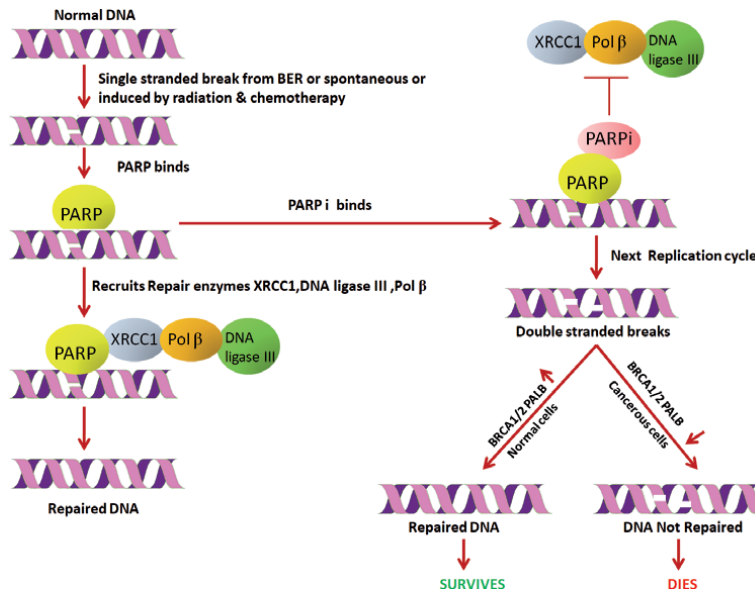 Normal DNA
Single stranded break from BER or spontaneous or
induced by radiation & chemotherapy
PARP binds
PARP
PARP i binds
Recruits Repair enzymes XRCC1,DNA ligase III ,Pol β
PARP
XRCC1
Pol β
DNA
ligase III
Repaired DNA
XRCC1
Pol β
DNA
ligase III
PARPi
PARP
Next Replication cycle
Double stranded breaks
BRCA1/2 PALB
Normal cells
BRCA1/2 PALB
Cancerous cells
Repaired DNA
DNA Not Repaired
SURVIVES
DIES